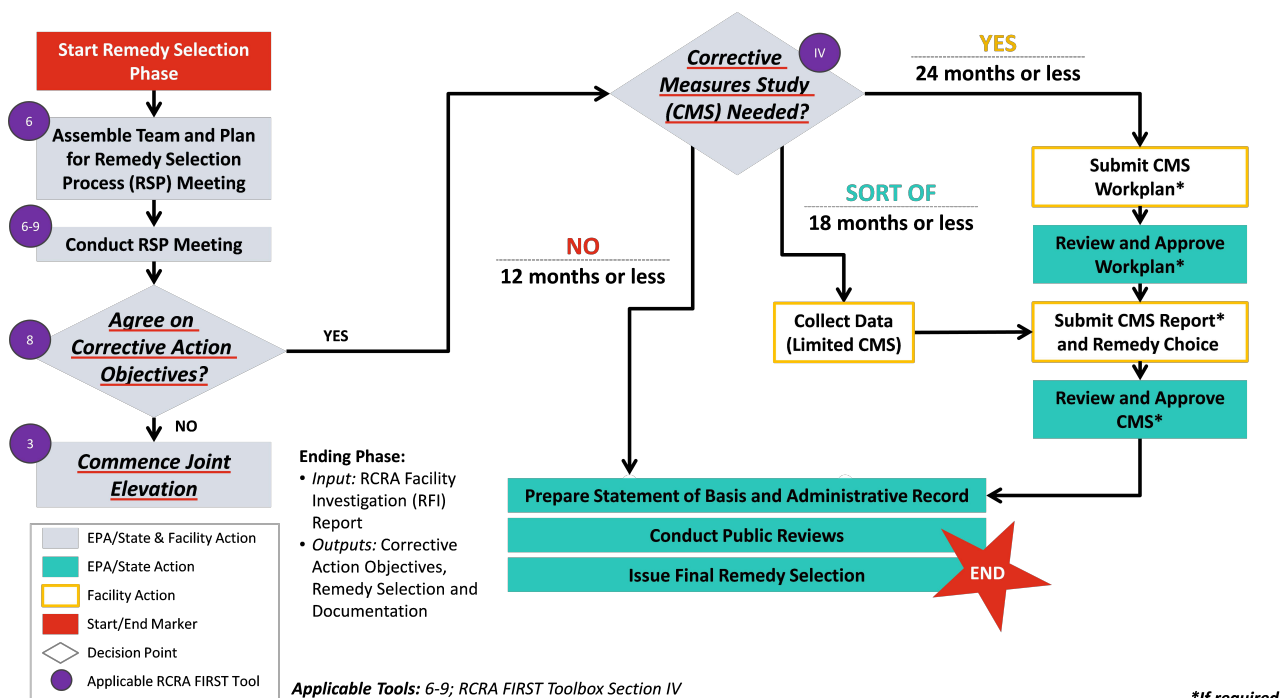 Start Remedy Selection
Phase
6
Assemble Team and Plan
for Remedy Selection
Process (RSP) Meeting
6-9
Conduct RSP Meeting
8
Agree on
Corrective Action
Objectives?
YES
NO
3
Commence Joint
Elevation
IV
Corrective
Measures Study
(CMS) Needed?
YES
24 months or less
SORT OF
18 months or less
NO
12 months or less
Submit CMS
Workplan*
Review and Approve
Workplan*
Collect Data
(Limited CMS)
Submit CMS Report*
and Remedy Choice
Review and Approve
CMS*
Prepare Statement of Basis and Administrative Record
Conduct Public Reviews
Issue Final Remedy Selection
END
Ending Phase:
• Input: RCRA Facility
Investigation (RFI)
Report
• Outputs: Corrective
Action Objectives,
Remedy Selection and
Documentation
EPA/State & Facility Action
EPA/State Action
Facility Action
Start/End Marker
Decision Point
Applicable RCRA FIRST Tool
Applicable Tools: 6-9; RCRA FIRST Toolbox Section IV
*If required